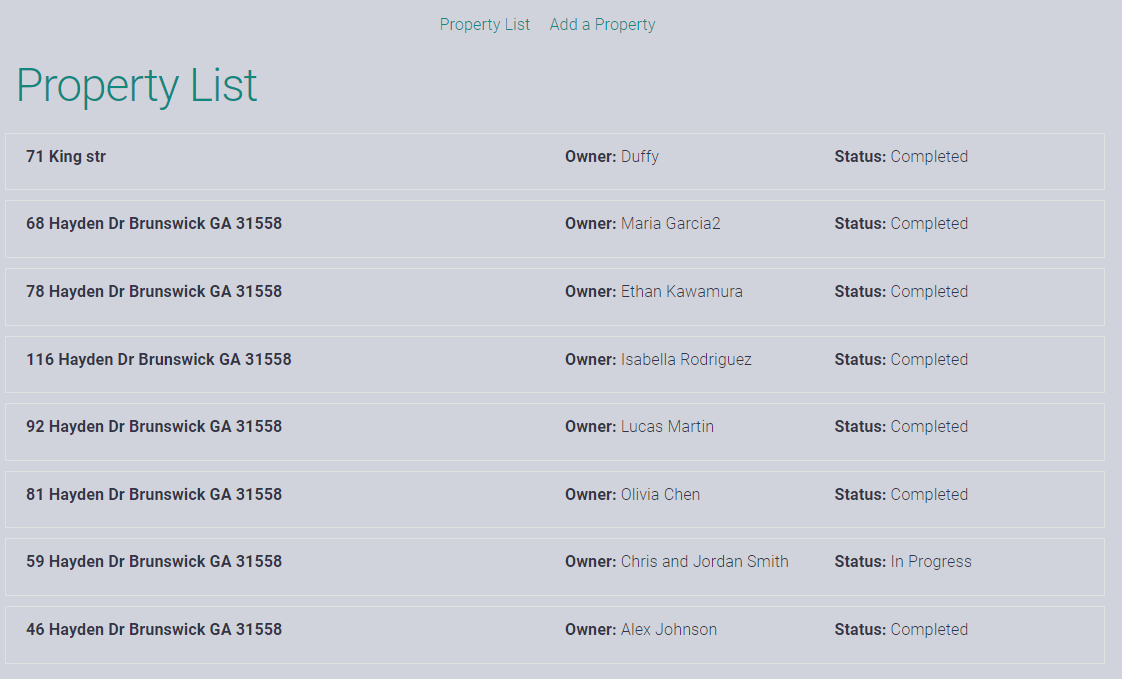 Property List Add a Property
Property List
71 King str Owner: Duffy Status: Completed
68 Hayden Dr Brunswick GA 31558 Owner: Maria Garcia2 Status: Completed
78 Hayden Dr Brunswick GA 31558 Owner: Ethan Kawamura Status: Completed
116 Hayden Dr Brunswick GA 31558 Owner: Isabella Rodriguez Status: Completed
92 Hayden Dr Brunswick GA 31558 Owner: Lucas Martin Status: Completed
81 Hayden Dr Brunswick GA 31558 Owner: Olivia Chen Status: Completed
59 Hayden Dr Brunswick GA 31558 Owner: Chris and Jordan Smith Status: In Progress
46 Hayden Dr Brunswick GA 31558 Owner: Alex Johnson Status: Completed